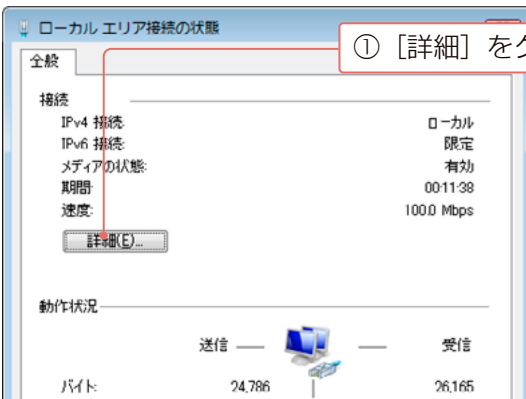 ローカル エリア接続の状態
① [詳細] を
全般
接続
IPv4 接続: ローカル
IPv6 接続: 限定
メディアの状態: 有効
期間: 00:11:38
速度: 100.0 Mbps
詳細(E)...
動作状況
送信 受信
バイト: 24,786 26,165